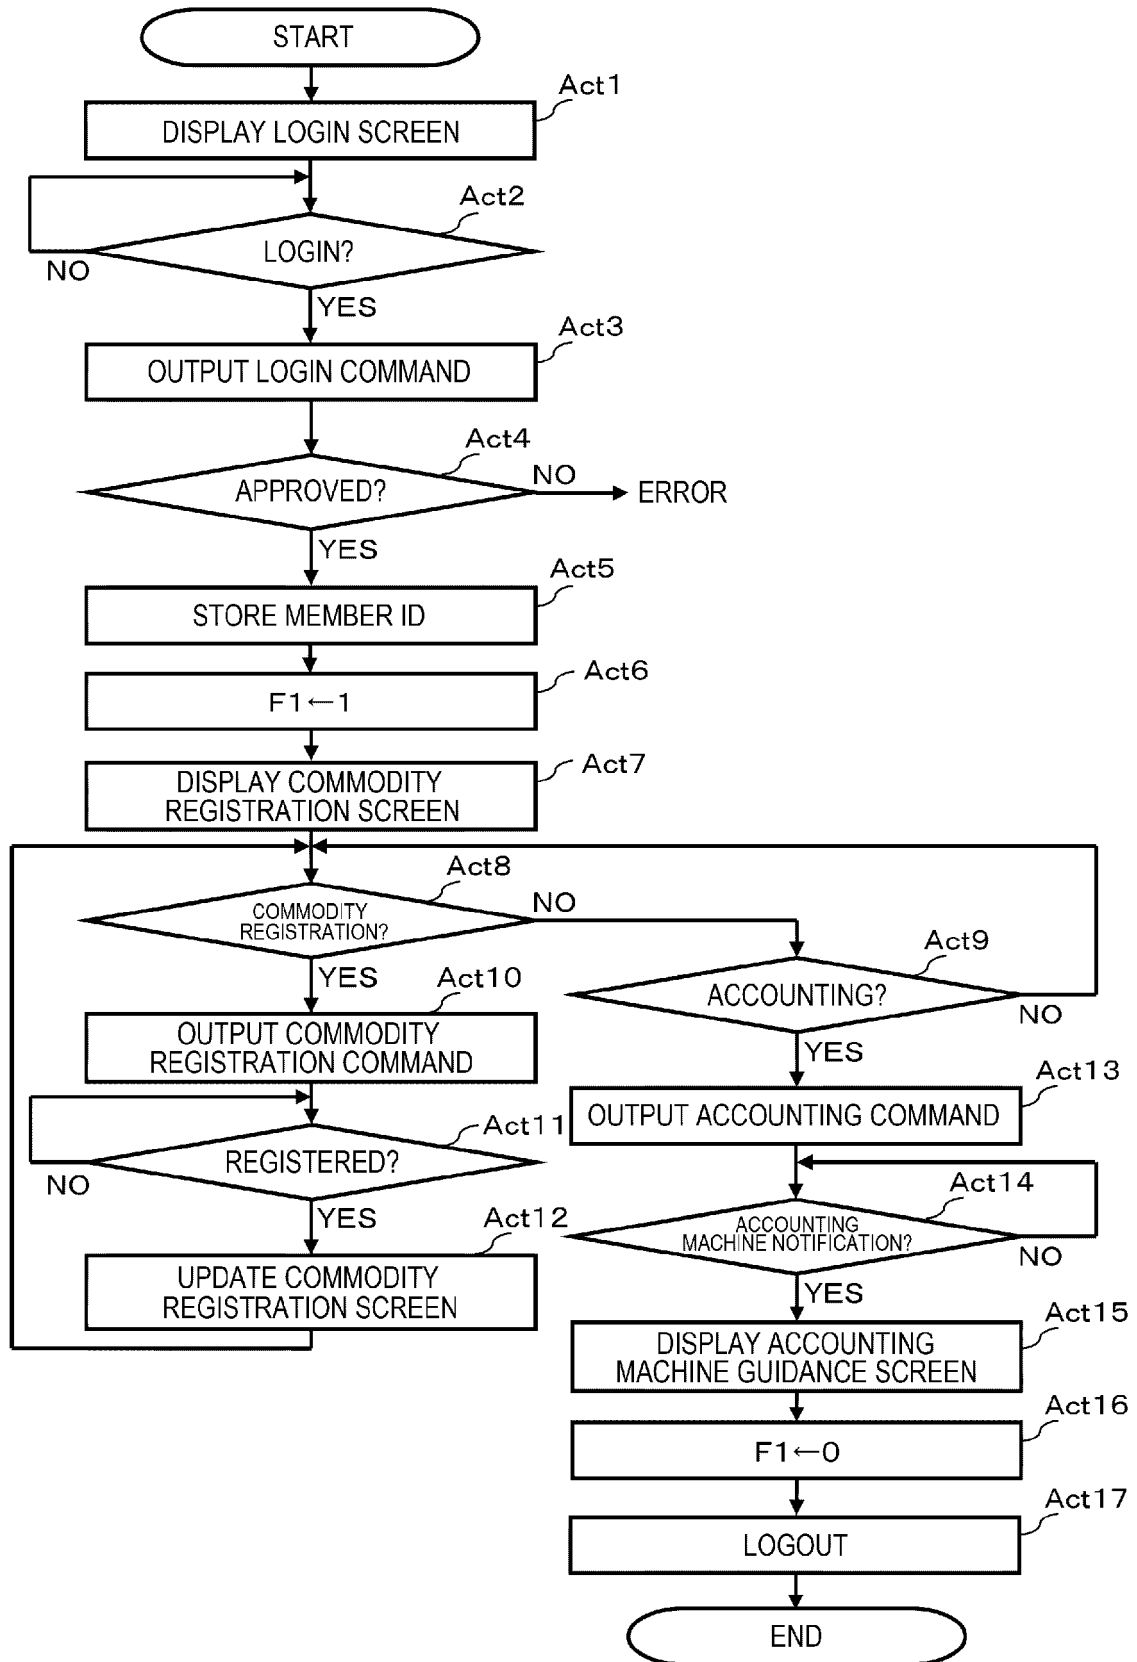 START
Act1
DISPLAY LOGIN SCREEN
Act2
LOGIN?
NO
YES
Act3
OUTPUT LOGIN COMMAND
Act4
APPROVED?
NO
ERROR
YES
Act5
STORE MEMBER ID
Act6
F1←1
Act7
DISPLAY COMMODITY
REGISTRATION SCREEN
Act8
COMMODITY
REGISTRATION?
NO
YES
Act9
ACCOUNTING?
NO
YES
Act10
OUTPUT COMMODITY
REGISTRATION COMMAND
Act11
REGISTERED?
NO
YES
Act12
UPDATE COMMODITY
REGISTRATION SCREEN
Act13
OUTPUT ACCOUNTING COMMAND
Act14
ACCOUNTING
MACHINE NOTIFICATION?
NO
YES
Act15
DISPLAY ACCOUNTING
MACHINE GUIDANCE SCREEN
Act16
F1←0
Act17
LOGOUT
END